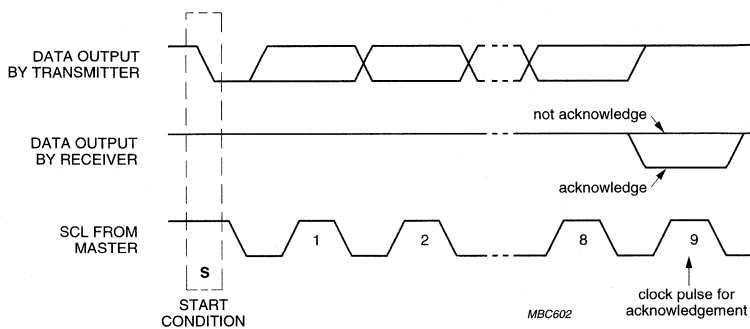 DATA OUTPUT
BY TRANSMITTER
not acknowledge
DATA OUTPUT
BY RECEIVER
acknowledge
SCL FROM
MASTER
1
2
8
9
S
START
CONDITION
MBC602
clock pulse for
acknowledgement